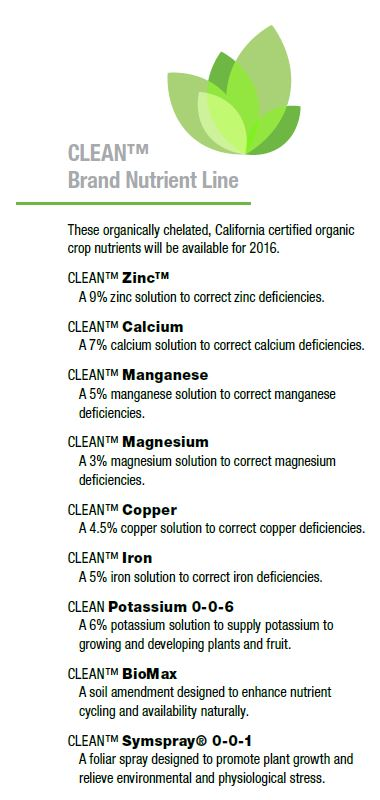 CLEAN™
Brand Nutrient Line
These organically chelated, California certified organic
crop nutrients will be available for 2016.
CLEAN™ Zinc™
A 9% zinc solution to correct zinc deficiencies.
CLEAN™ Calcium
A 7% calcium solution to correct calcium deficiencies.
CLEAN™ Manganese
A 5% manganese solution to correct manganese
deficiencies.
CLEAN™ Magnesium
A 3% magnesium solution to correct magnesium
deficiencies.
CLEAN™ Copper
A 4.5% copper solution to correct copper deficiencies.
CLEAN™ Iron
A 5% iron solution to correct iron deficiencies.
CLEAN Potassium 0-0-6
A 6% potassium solution to supply potassium to
growing and developing plants and fruit.
CLEAN™ BioMax
A soil amendment designed to enhance nutrient
cycling and availability naturally.
CLEAN™ Symspray® 0-0-1
A foliar spray designed to promote plant growth and
relieve environmental and physiological stress.